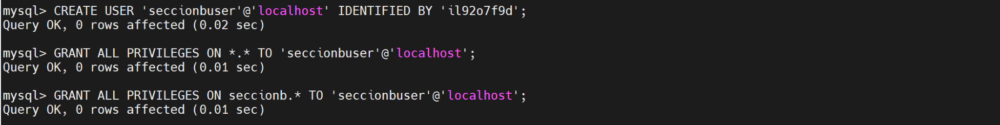 mysql> CREATE USER 'seccionbuser'@'localhost' IDENTIFIED BY 'il92o7f9d';
Query OK, 0 rows affected (0.02 sec)
mysql> GRANT ALL PRIVILEGES ON *.* TO 'seccionbuser'@'localhost';
Query OK, 0 rows affected (0.01 sec)
mysql> GRANT ALL PRIVILEGES ON seccionb.* TO 'seccionbuser'@'localhost';
Query OK, 0 rows affected (0.01 sec)